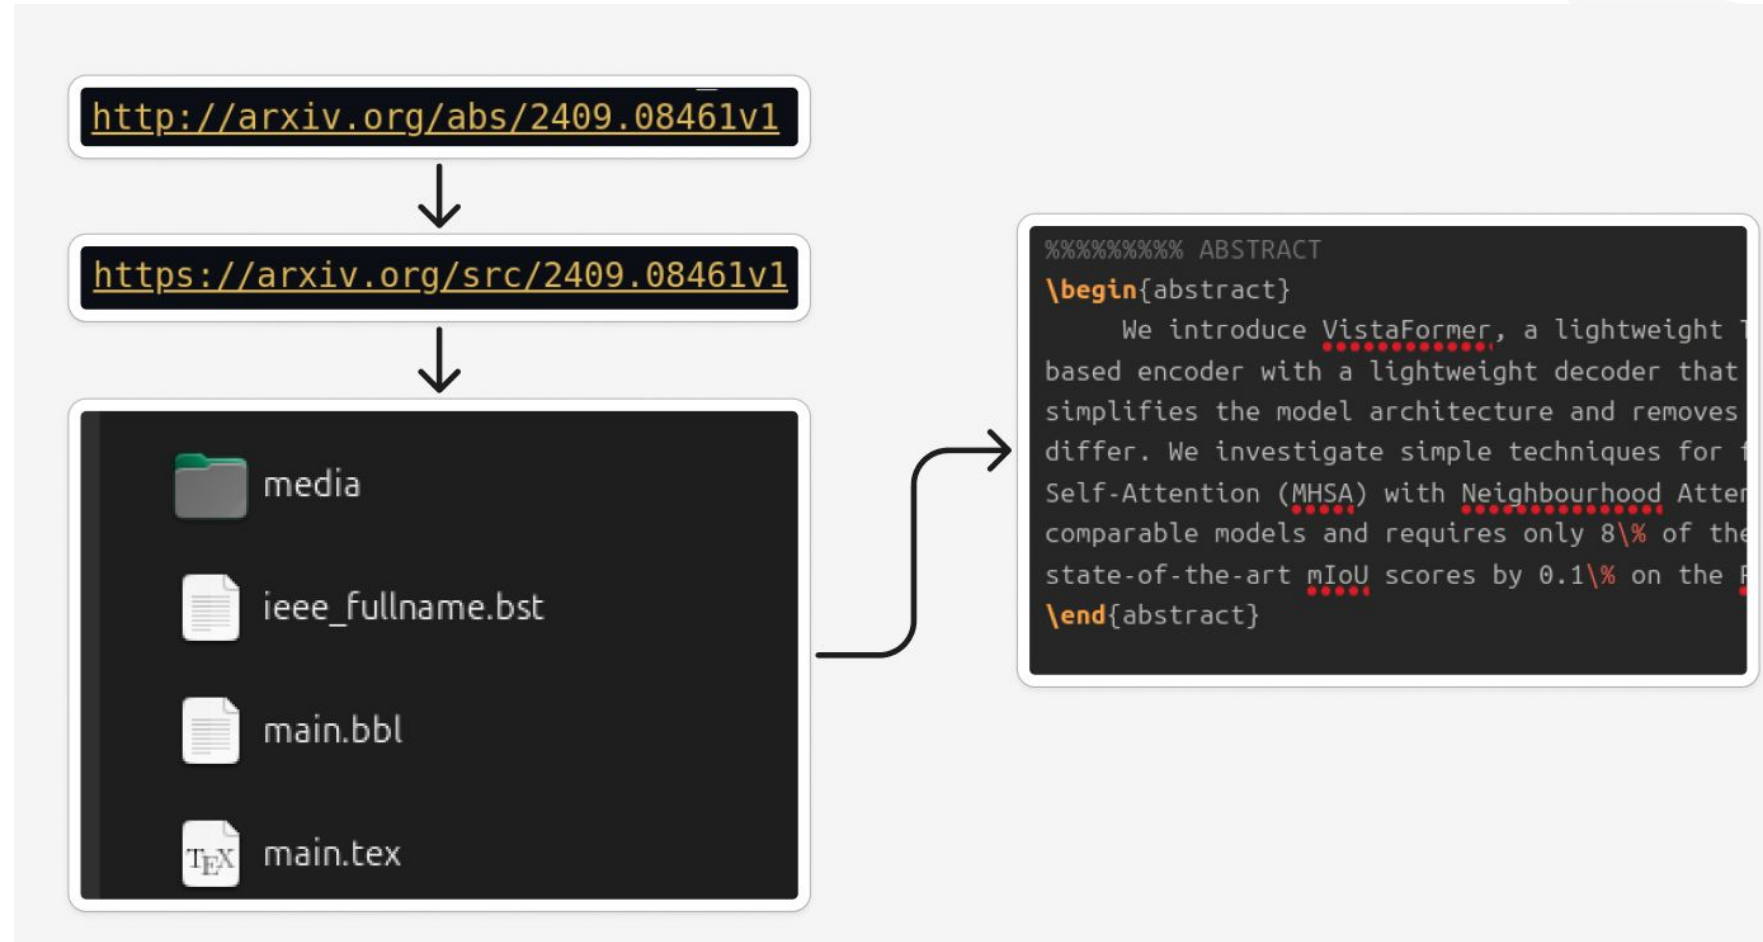 http://arxiv.org/abs/2409.08461v1
https://arxiv.org/src/2409.08461v1
media
ieee_fullname.bst
main.bbl
TEX main.tex
%%%%%%%%% ABSTRACT
\begin{abstract}
We introduce VistaFormer, a lightweight
based encoder with a lightweight decoder that
simplifies the model architecture and removes
differ. We investigate simple techniques for
Self-Attention (MHSA) with Neighbourhood
comparable models and requires only 8\% of the
state-of-the-art mIoU scores by 0.1\% on the
\end{abstract}